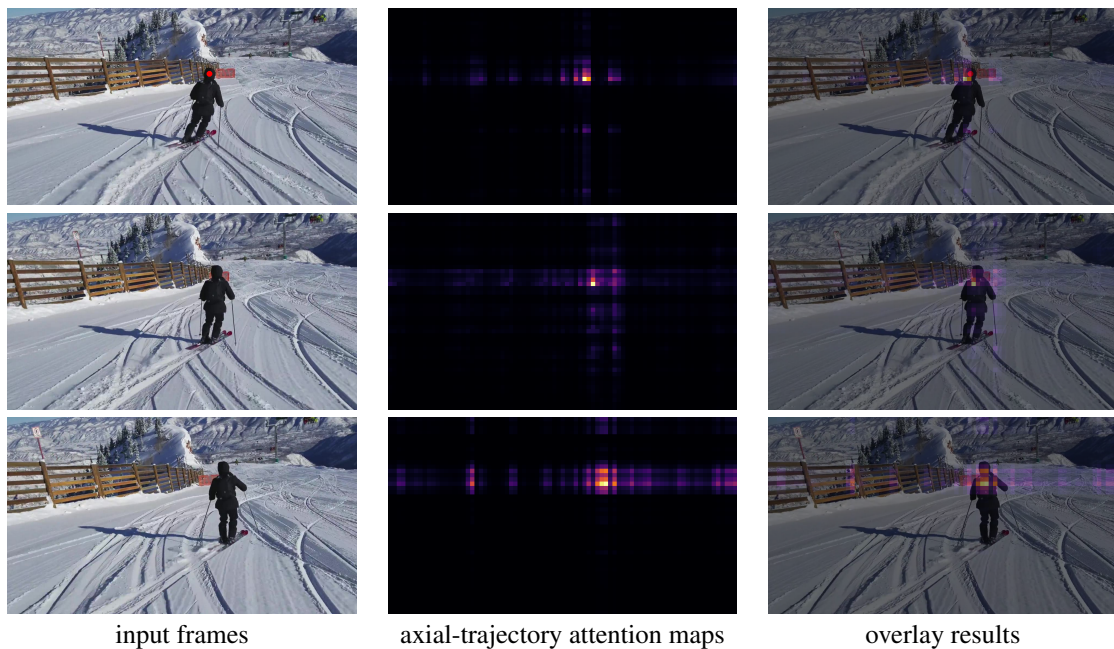 input frames
axial-trajectory attention maps
overlay results